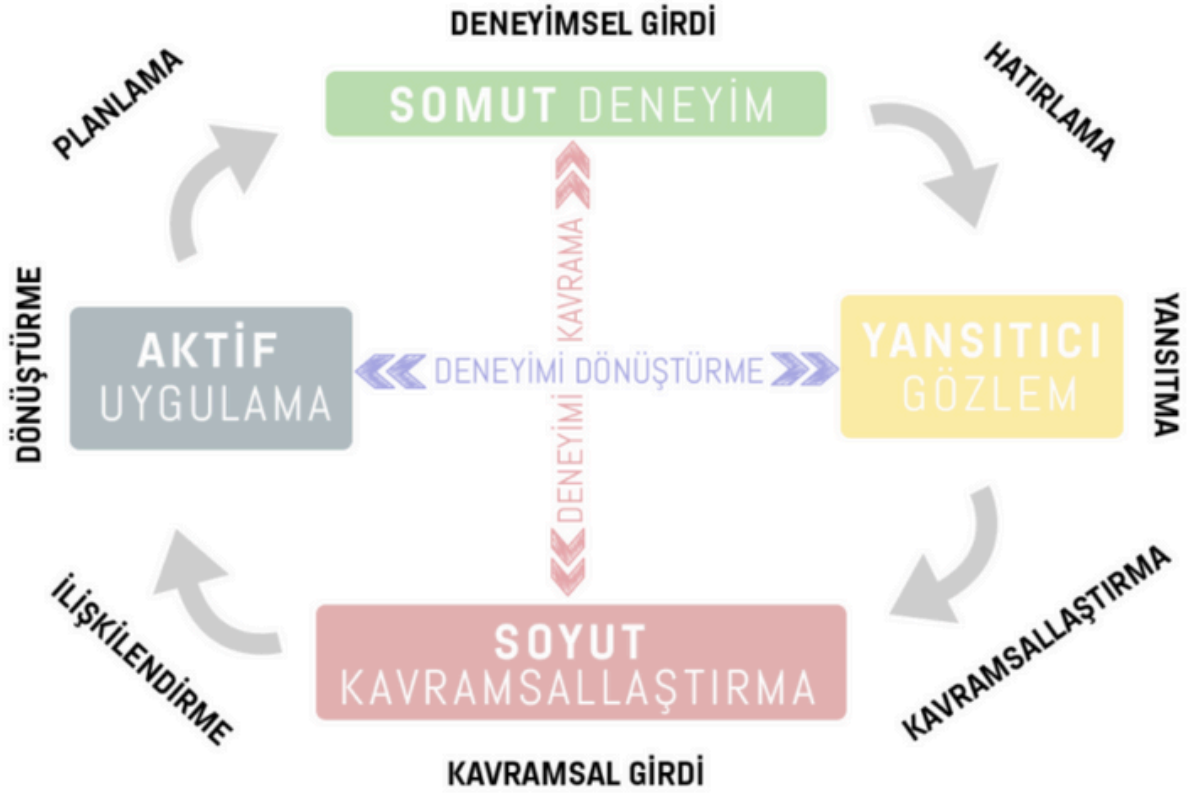 DENEYİMSEL GİRDİ
PLANLAMA
HATIRLAMA
SOMUT DENEYİM
DENEYİMİ KAVRAMA
DÖNÜŞTÜRME
AKTİF
UYGULAMA
DENEYİMİ DÖNÜŞTÜRME
YANSITICI
GÖZLEM
YANSITMA
İLİŞKİLENDİRME
SOYUT
KAVRAMSALLAŞTIRMA
KAVRAMSALLAŞTIRMA
KAVRAMSAL GİRDİ